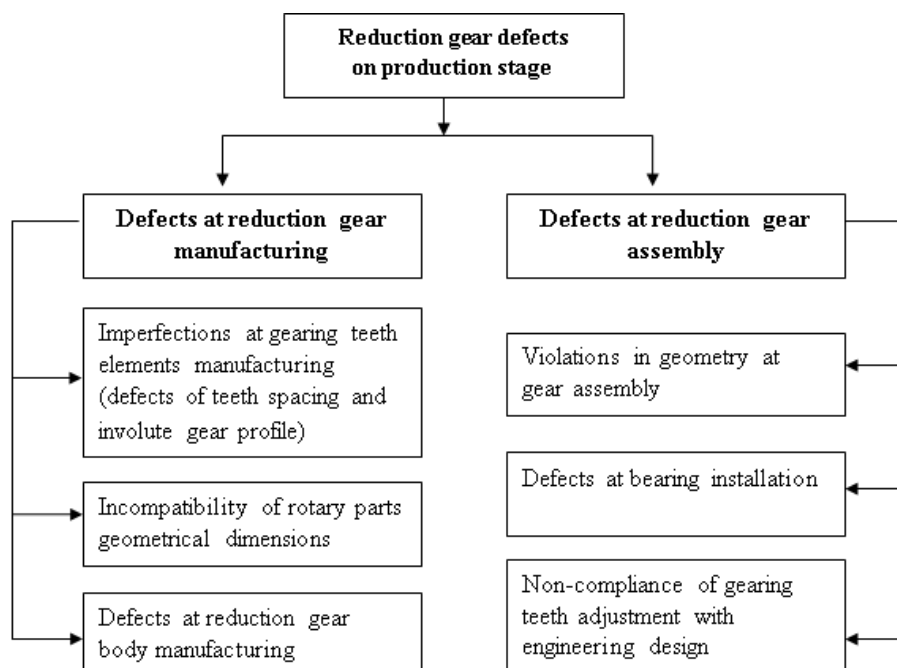 Reduction gear defects
on production stage
Defects at reduction gear
manufacturing
Imperfections at gearing teeth
elements manufacturing
(defects of teeth spacing and
involute gear profile)
Incompatibility of rotary parts
geometrical dimensions
Defects at reduction gear
body manufacturing
Defects at reduction gear
assembly
Violations in geometry at
gear assembly
Defects at bearing installation
Non-compliance of gearing
teeth adjustment with
engineering design